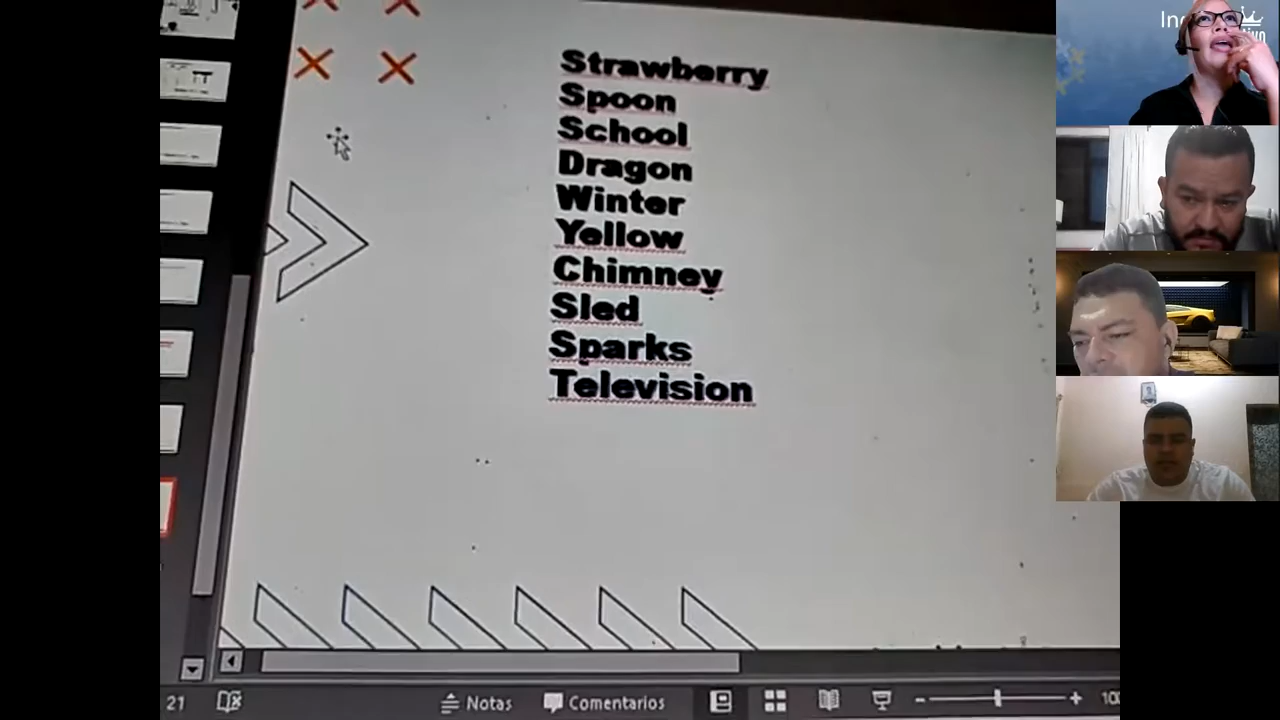 Strawberry
Spoon
School
Dragon
Winter
Yellow
Chimney
Sled
Sparks
Television
21
Notas
Comentarios